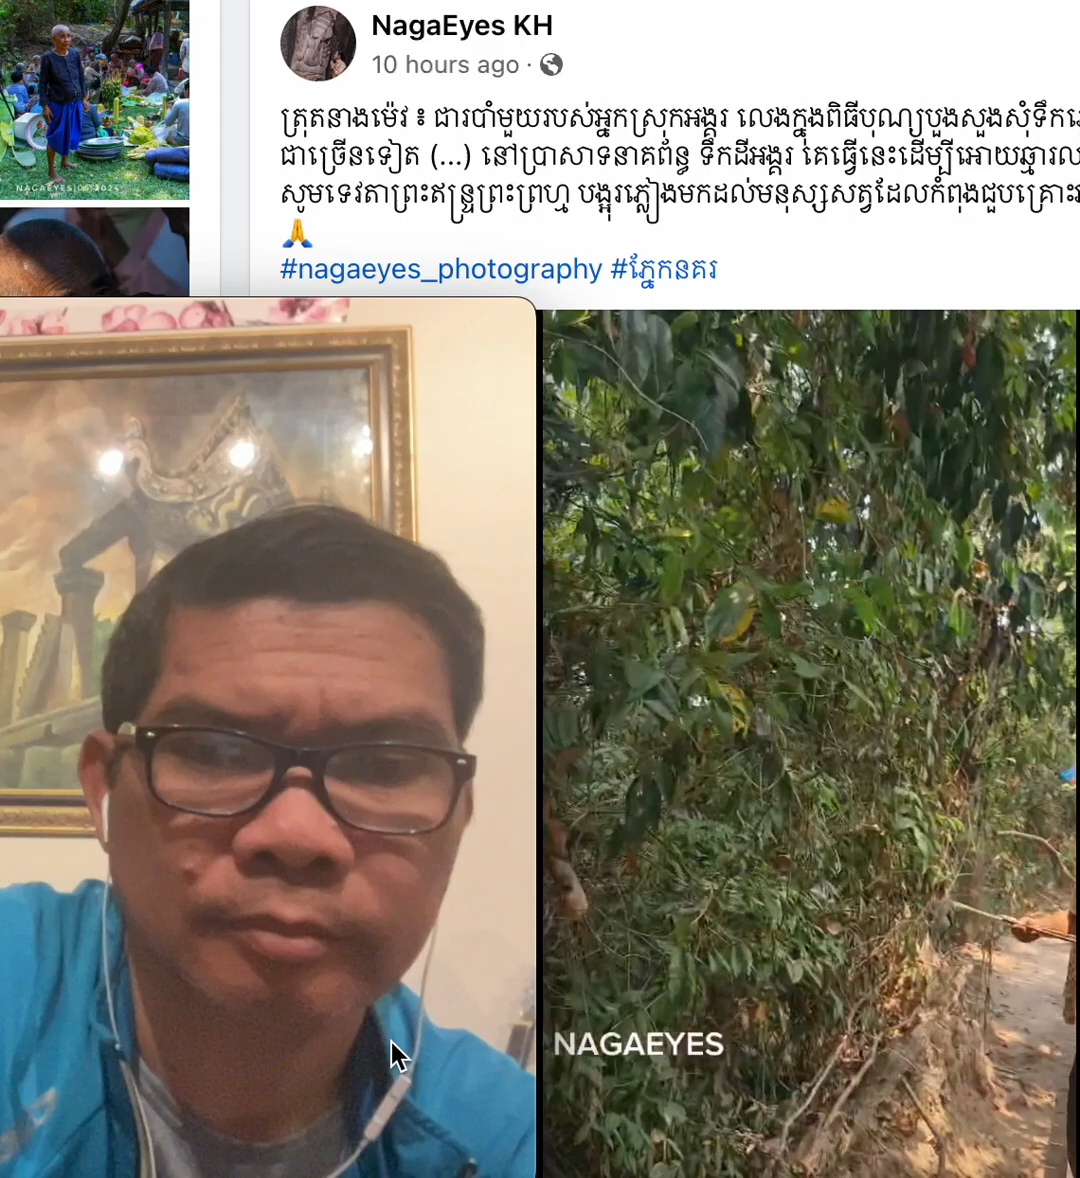 NagaEyes KH
10 hours ago ·
ត្រុតនាងម៉េវ ៖ ជារបាំមួយរបស់អ្នកស្រុកអង្គរ លេងក្នុងពិធីបុណ្យបួងសួងសុំទឹក
ជាច្រើនទៀត (...) នៅប្រាសាទនាគព័ន្ធ ទឹកដីអង្គរ គេធ្វើនេះដើម្បីអោយឆ្មារ
សូមទេវតាព្រះឥន្ទ្រព្រះព្រហ្ម បង្អុរភ្លៀងមកដល់មនុស្សសត្វដែលកំពុងជួបគ្រោះ
🙏
#nagaeyes_photography #ភ្នែកនគរ
NAGAEYES|05|2024
NAGAEYES